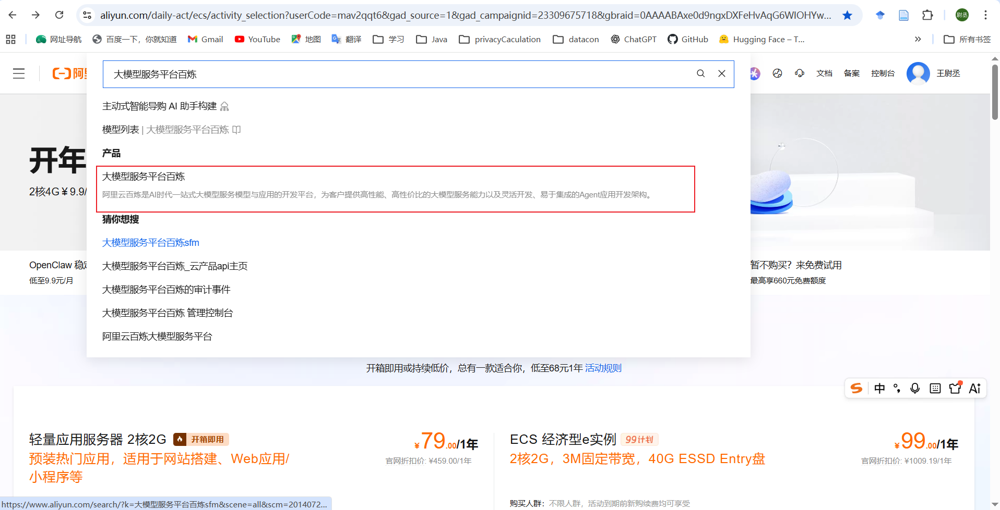 aliyun.com/daily-act/ecs/activity_selection?userCode=mav2qqt6&gad_source=1&gad_campaignid=23309675718&gbraid=0AAAABAxe0d9ngxDXFeHvAqG6WIOHYw...
尉丞
网址导航 百度一下，你就知道 Gmail YouTube 地图 翻译 学习 Java privacyCaculation datacon ChatGPT GitHub Hugging Face – T... 所有书签
阿里
大模型服务平台百炼
文档 备案 控制台 王尉丞
主动式智能导购 AI 助手构建
模型列表 | 大模型服务平台百炼
产品
大模型服务平台百炼
阿里云百炼是AI时代一站式大模型服务模型与应用的开发平台，为客户提供高性能、高性价比的大模型服务能力以及灵活开发、易于集成的Agent应用开发架构。
猜你想搜
大模型服务平台百炼sfm
大模型服务平台百炼_云产品api主页
大模型服务平台百炼的审计事件
大模型服务平台百炼 管理控制台
阿里云百炼大模型服务平台
开年
2核4G ¥ 9.9/
OpenClaw 稳定
低至9.9元/月
暂不购买？来免费试用
最高享660元免费额度
开箱即用或持续低价，总有一款适合你，低至68元1年 活动规则
S 中 Ai
轻量应用服务器 2核2G 开箱即用
¥79.00/1年
预装热门应用，适用于网站搭建、Web应用/
小程序等
官网折扣价: ¥459.00/1年
ECS 经济型e实例 99计划
¥99.00/1年
2核2G，3M固定带宽，40G ESSD Entry盘
官网折扣价: ¥1009.19/1年
购买人群： 不限人群，活动到期前新购续费均可享受
https://www.aliyun.com/search/?k=大模型服务平台百炼sfm&scene=all&scm=2014072...